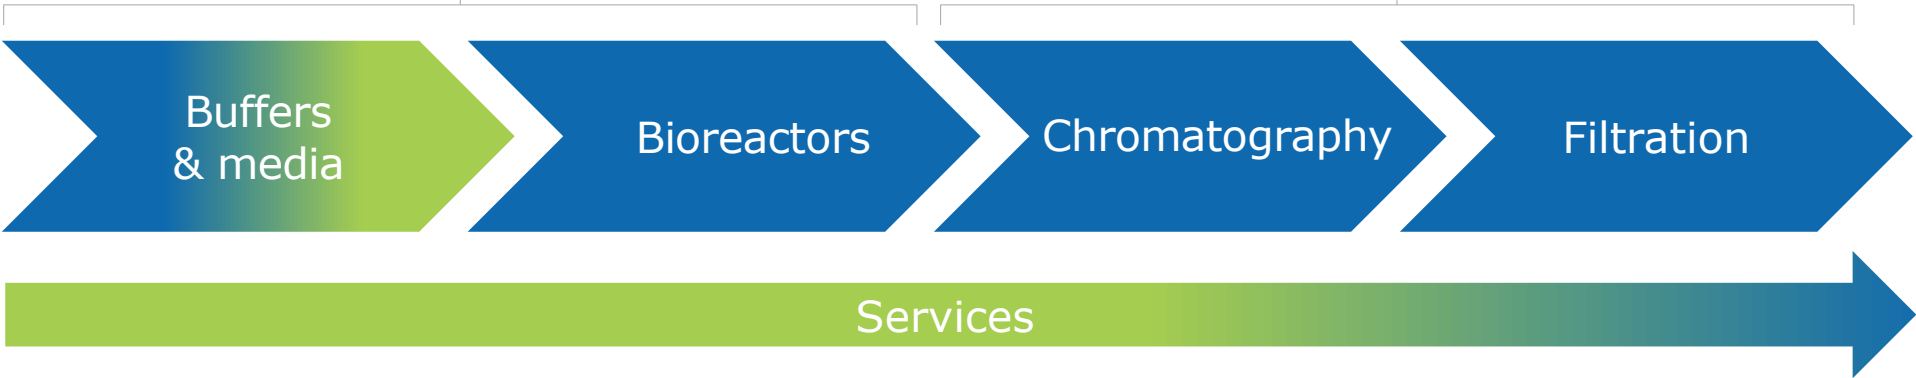 Buffers
& media
Bioreactors
Chromatography
Filtration
Services